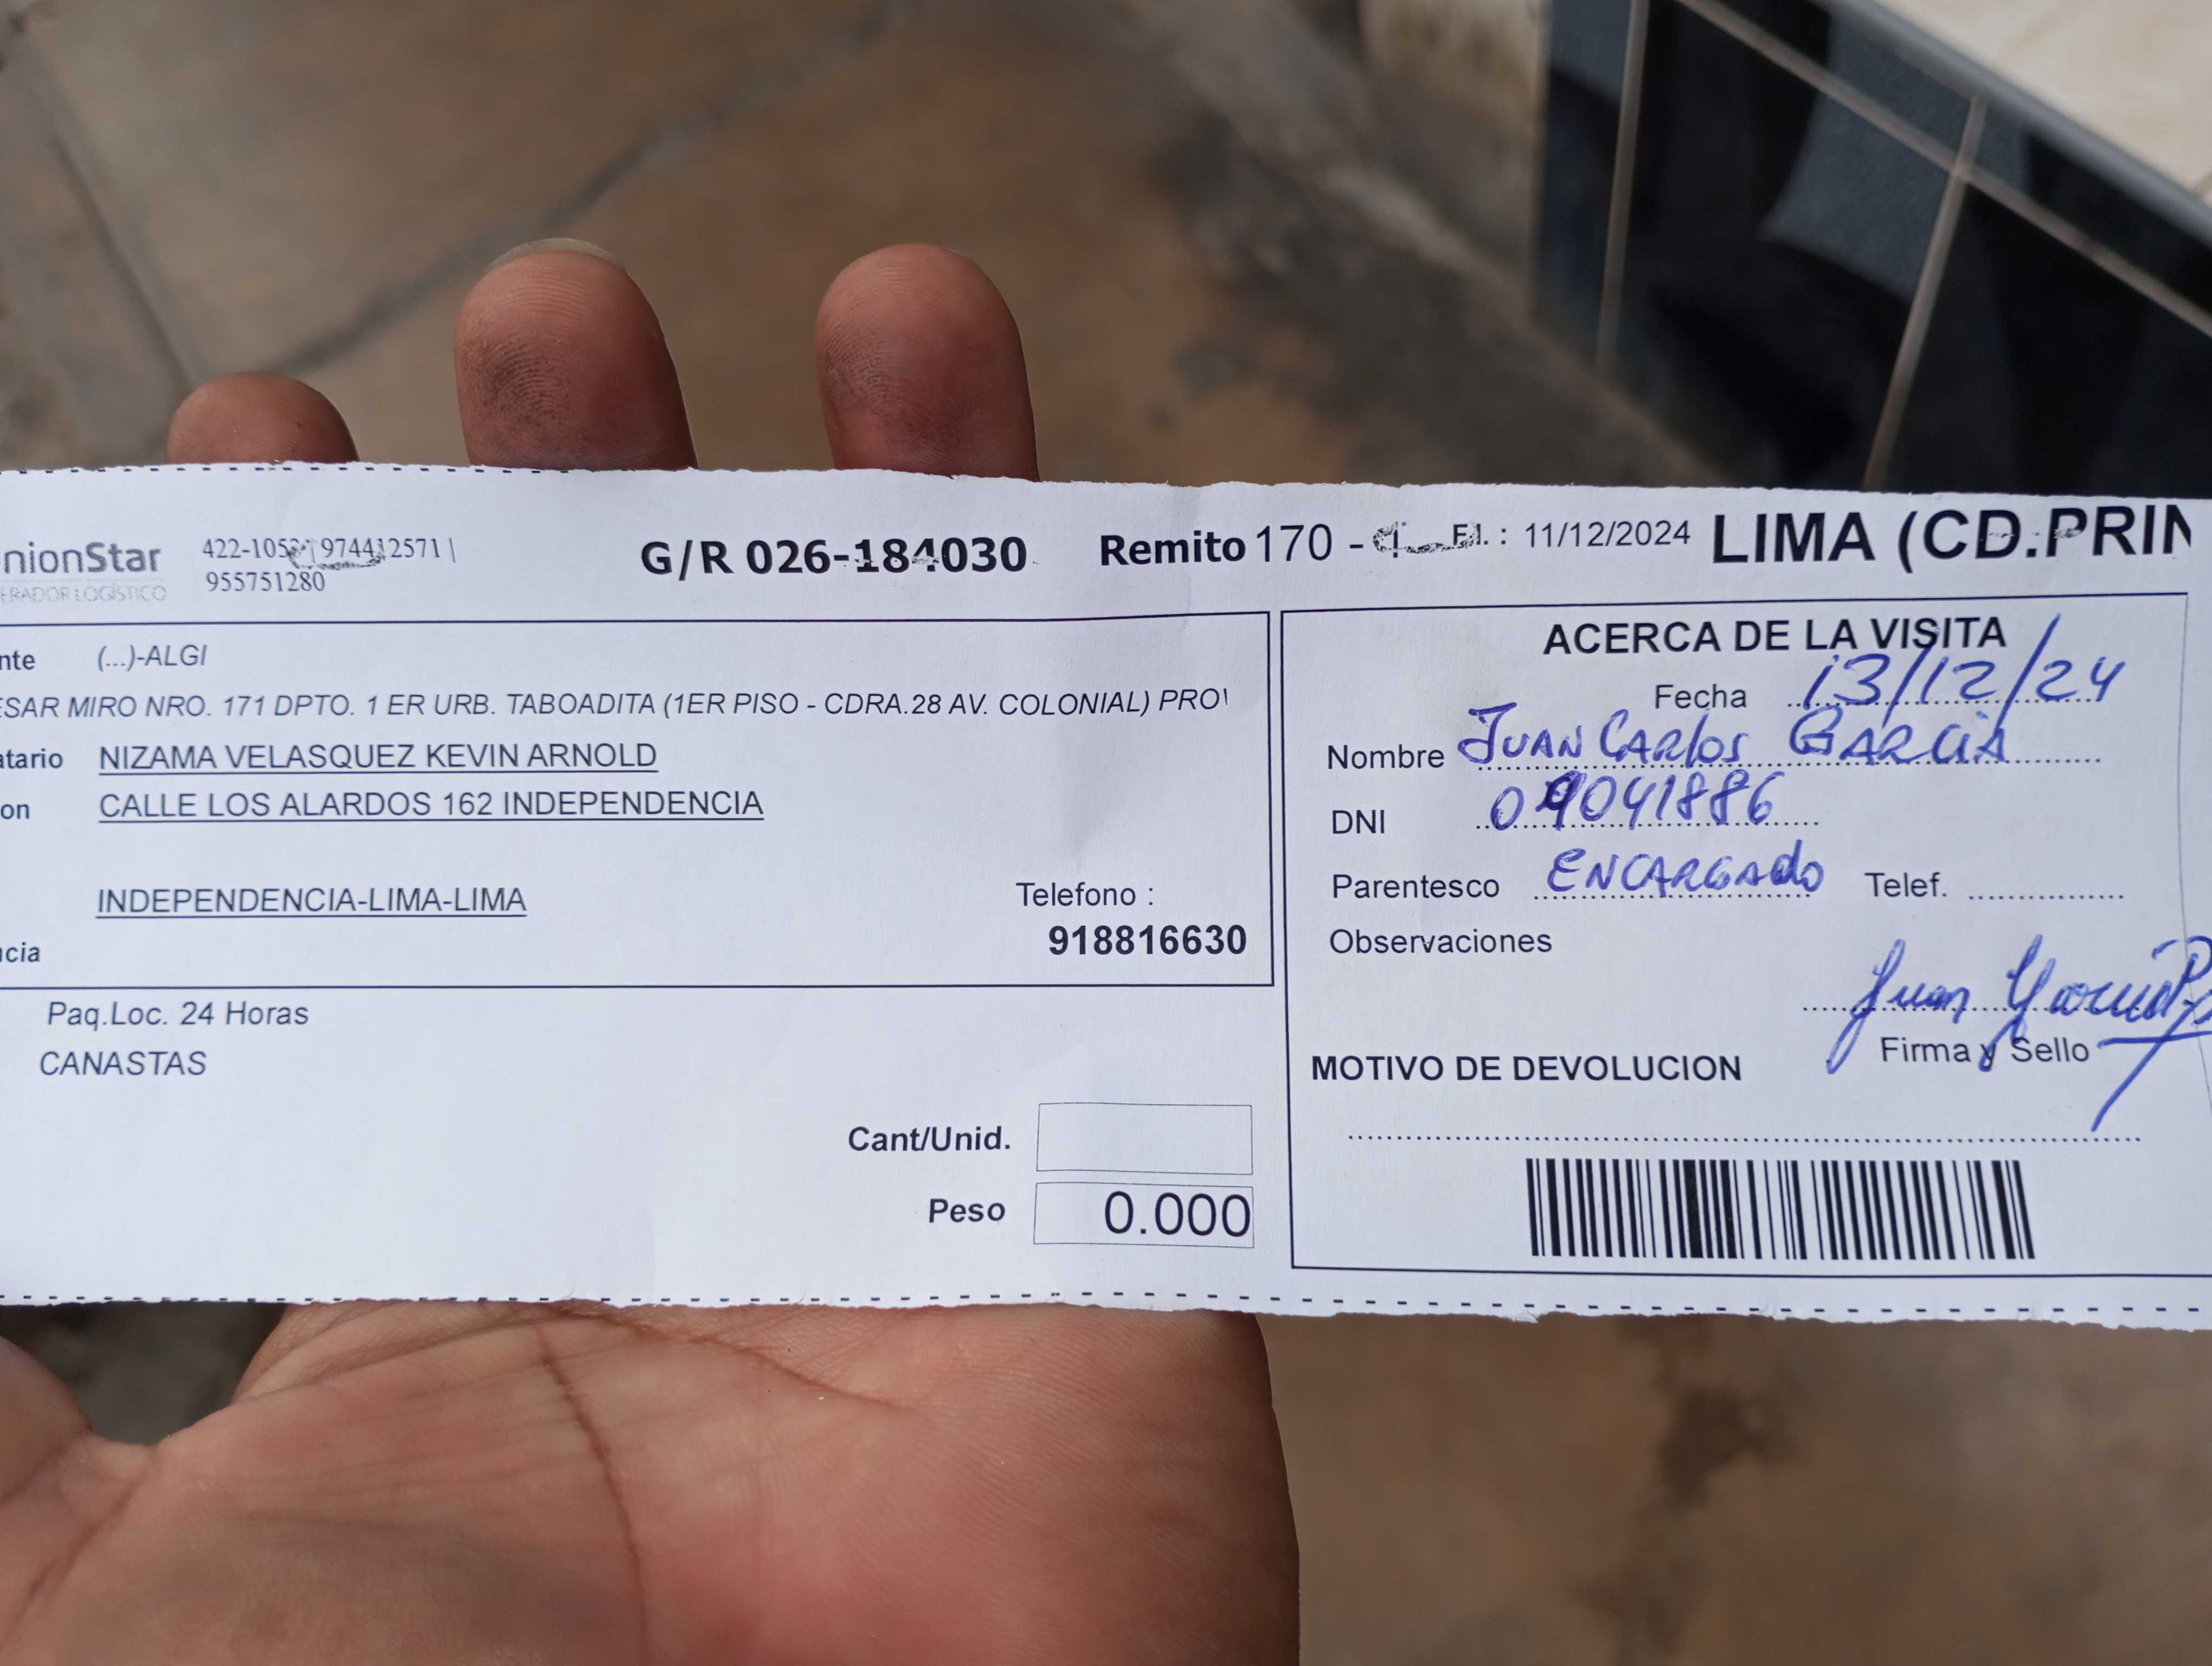 nionStar
ERADOR LOGÍSTICO
974412571 |
955751280
G/R 026-184030
Remito 170 -
F.I. : 11/12/2024
LIMA (CD.PRIN
nte (...)-ALGI
ESAR MIRO NRO. 171 DPTO. 1 ER URB. TABOADITA (1ER PISO - CDRA.28 AV. COLONIAL) PROV
atario NIZAMA VELASQUEZ KEVIN ARNOLD
on CALLE LOS ALARDOS 162 INDEPENDENCIA
INDEPENDENCIA-LIMA-LIMA
Telefono :
918816630
ncia
Paq.Loc. 24 Horas
CANASTAS
Cant/Unid.
Peso 0.000
ACERCA DE LA VISITA
Fecha 13/12/24
Nombre JUAN CARlos GARCIA
DNI 09041886
Parentesco ENCARGAdo Telef.
Observaciones
Juan
Firma y Sello
MOTIVO DE DEVOLUCION